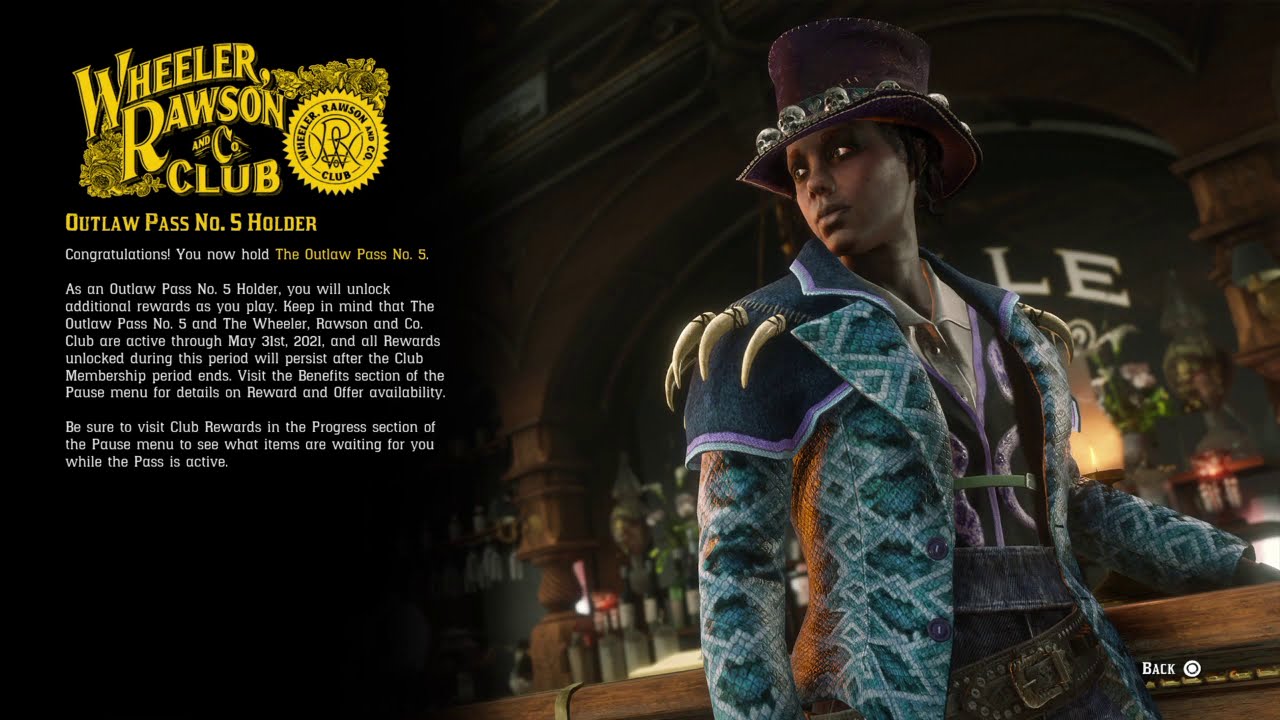 WHEELER,
RAWSON
AND Co.
CLUB
WHEELER, RAWSON AND CO.
CLUB
OUTLAW PASS NO. 5 HOLDER
Congratulations! You now hold The Outlaw Pass No. 5.
As an Outlaw Pass No. 5 Holder, you will unlock
additional rewards as you play. Keep in mind that The
Outlaw Pass No. 5 and The Wheeler, Rawson and Co.
Club are active through May 31st, 2021, and all Rewards
unlocked during this period will persist after the Club
Membership period ends. Visit the Benefits section of the
Pause menu for details on Reward and Offer availability.
Be sure to visit Club Rewards in the Progress section of
the Pause menu to see what items are waiting for you
while the Pass is active.
LE
BACK